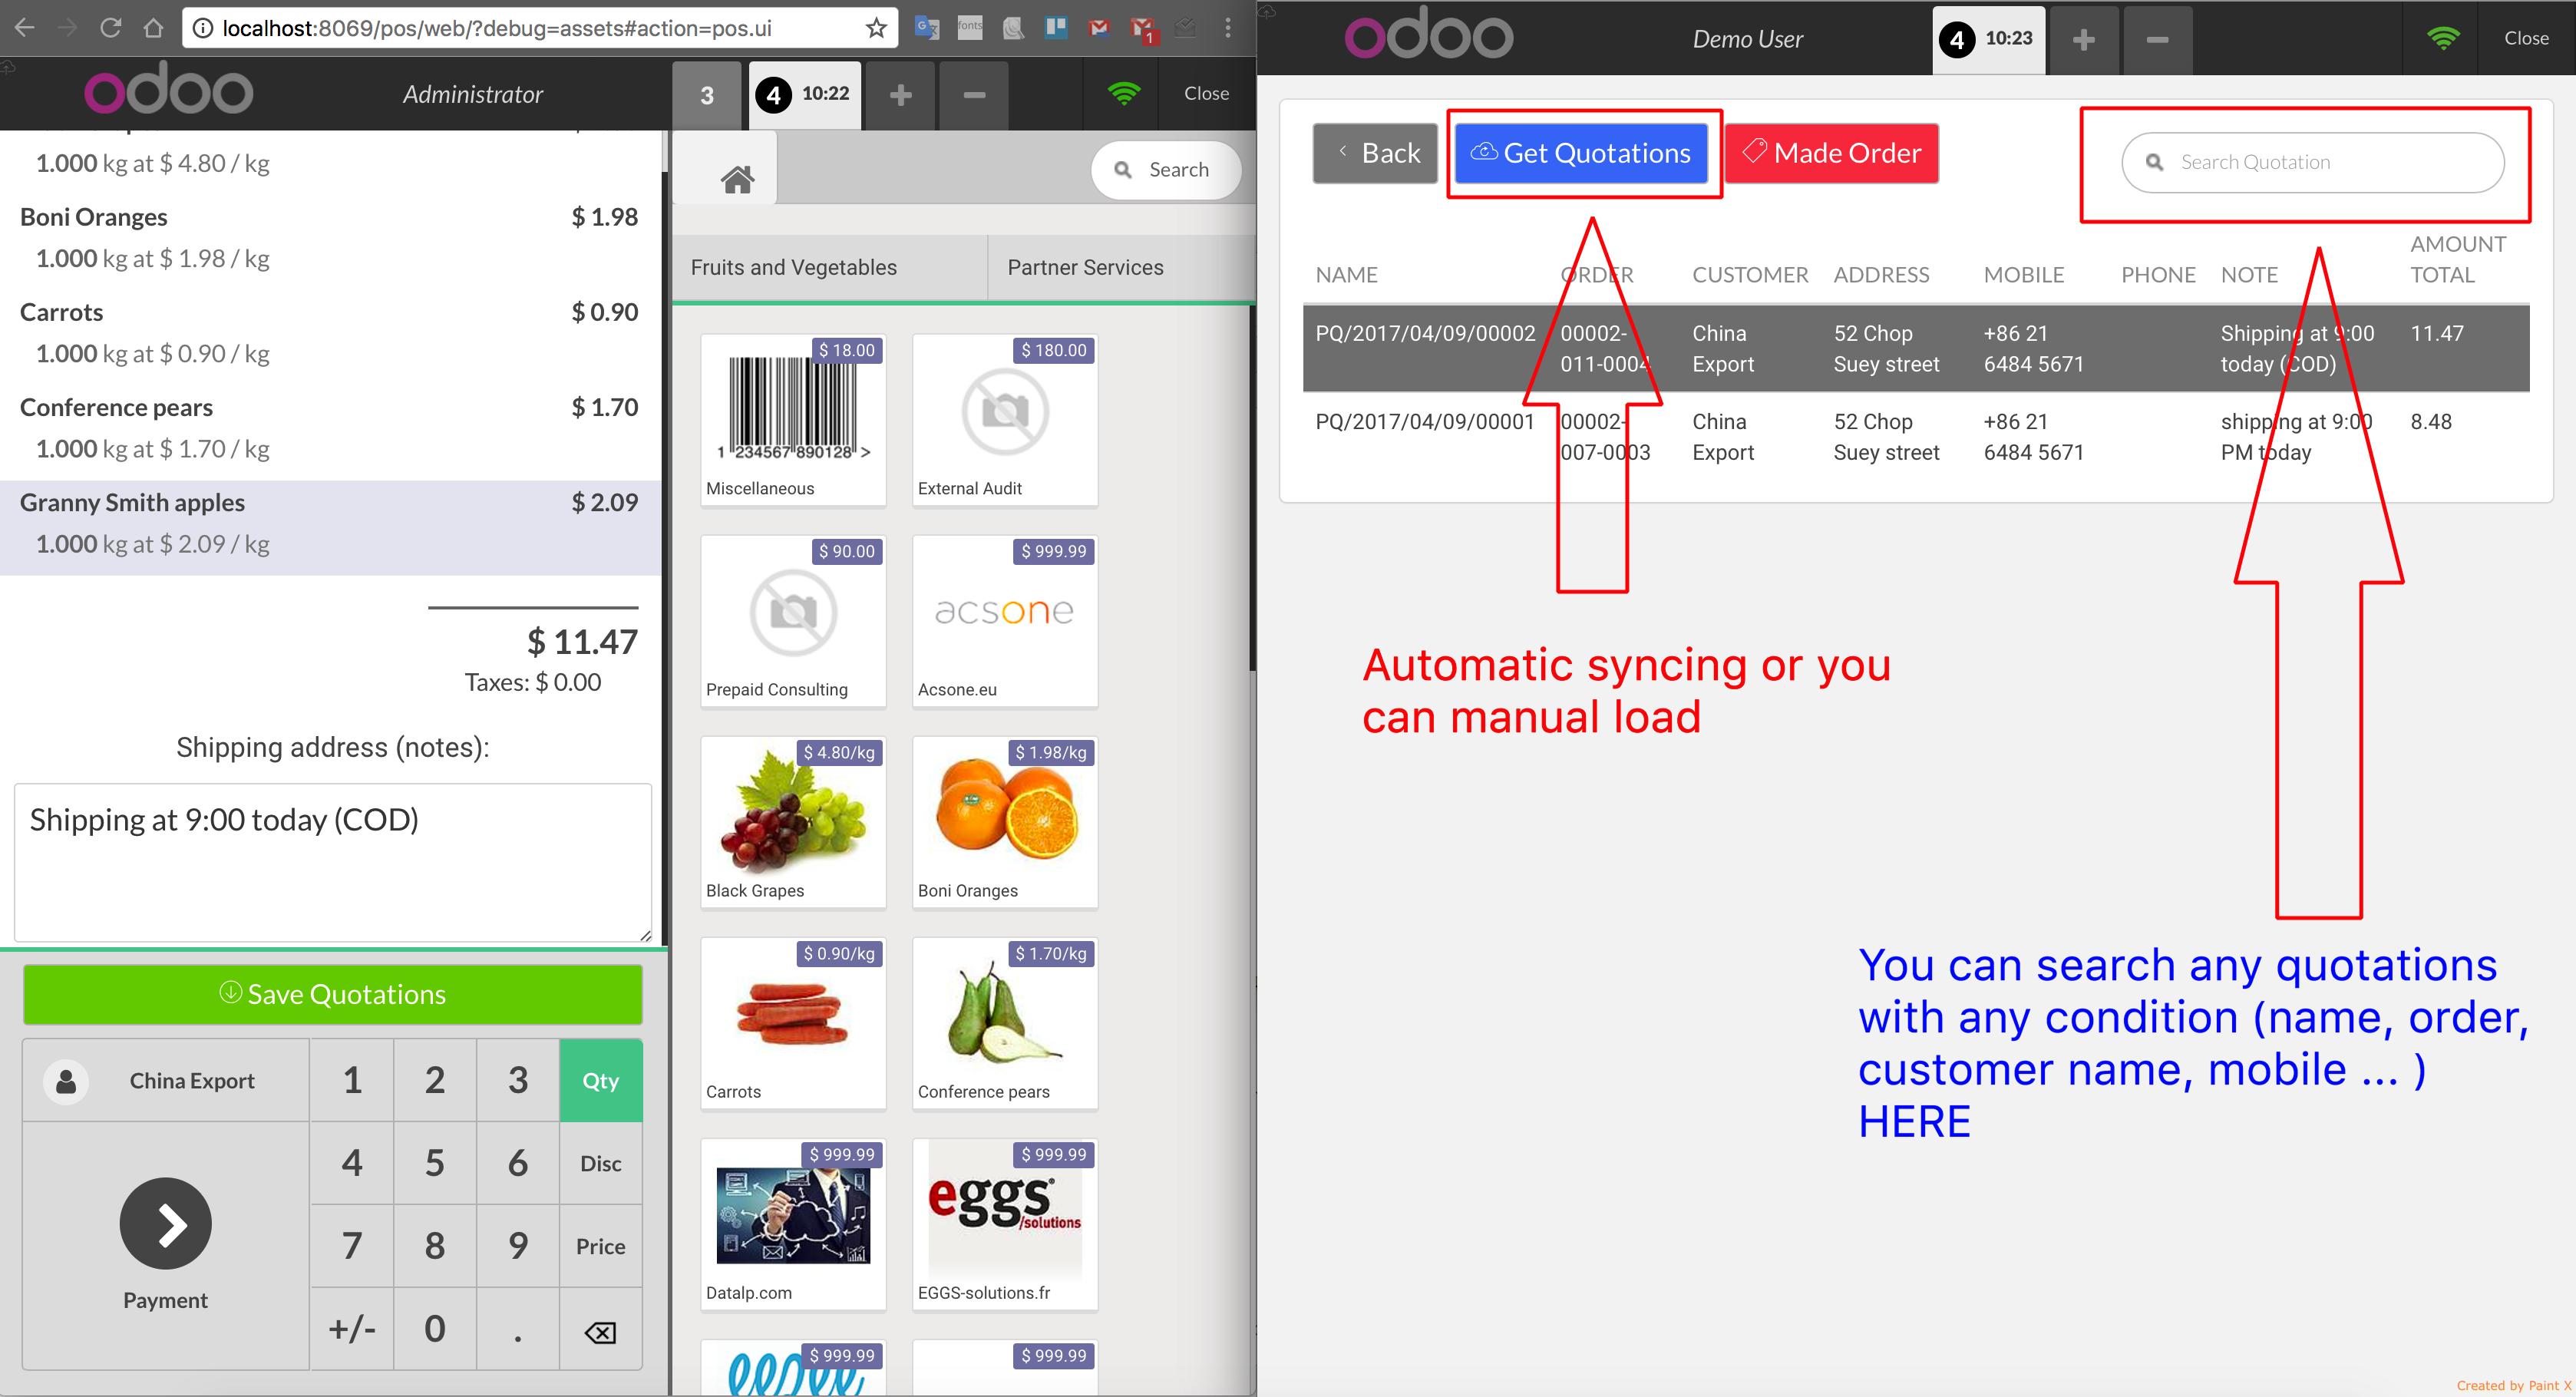 localhost:8069/pos/web/?debug=assets#action=pos.ui
fonts
1
odoo
Administrator
3
4 10:22
Close
1.000 kg at $ 4.80 / kg
Boni Oranges $ 1.98
1.000 kg at $ 1.98 / kg
Carrots $ 0.90
1.000 kg at $ 0.90 / kg
Conference pears $ 1.70
1.000 kg at $ 1.70 / kg
Granny Smith apples $ 2.09
1.000 kg at $ 2.09 / kg
$ 11.47
Taxes: $ 0.00
Shipping address (notes):
Shipping at 9:00 today (COD)
Save Quotations
China Export
1 2 3 Qty
4 5 6 Disc
7 8 9 Price
+/- 0 .
Payment
Search
Fruits and Vegetables
Partner Services
$ 18.00
1 234567 890128 >
Miscellaneous
$ 180.00
External Audit
$ 90.00
Prepaid Consulting
$ 999.99
acsone
Acsone.eu
$ 4.80/kg
Black Grapes
$ 1.98/kg
Boni Oranges
$ 0.90/kg
Carrots
$ 1.70/kg
Conference pears
$ 999.99
Datalp.com
$ 999.99
eggs
/solutions
EGGS-solutions.fr
$ 999.99
$ 999.99
odoo
Demo User
4 10:23
Close
Back
Get Quotations
Made Order
Search Quotation
NAME ORDER CUSTOMER ADDRESS MOBILE PHONE NOTE AMOUNT TOTAL
PQ/2017/04/09/00002 00002- China 52 Chop +86 21 Shipping at 9:00 11.47
011-0004 Export Suey street 6484 5671 today (COD)
PQ/2017/04/09/00001 00002- China 52 Chop +86 21 shipping at 9:00 8.48
007-0003 Export Suey street 6484 5671 PM today
Automatic syncing or you
can manual load
You can search any quotations
with any condition (name, order,
customer name, mobile ... )
HERE
Created by Paint X